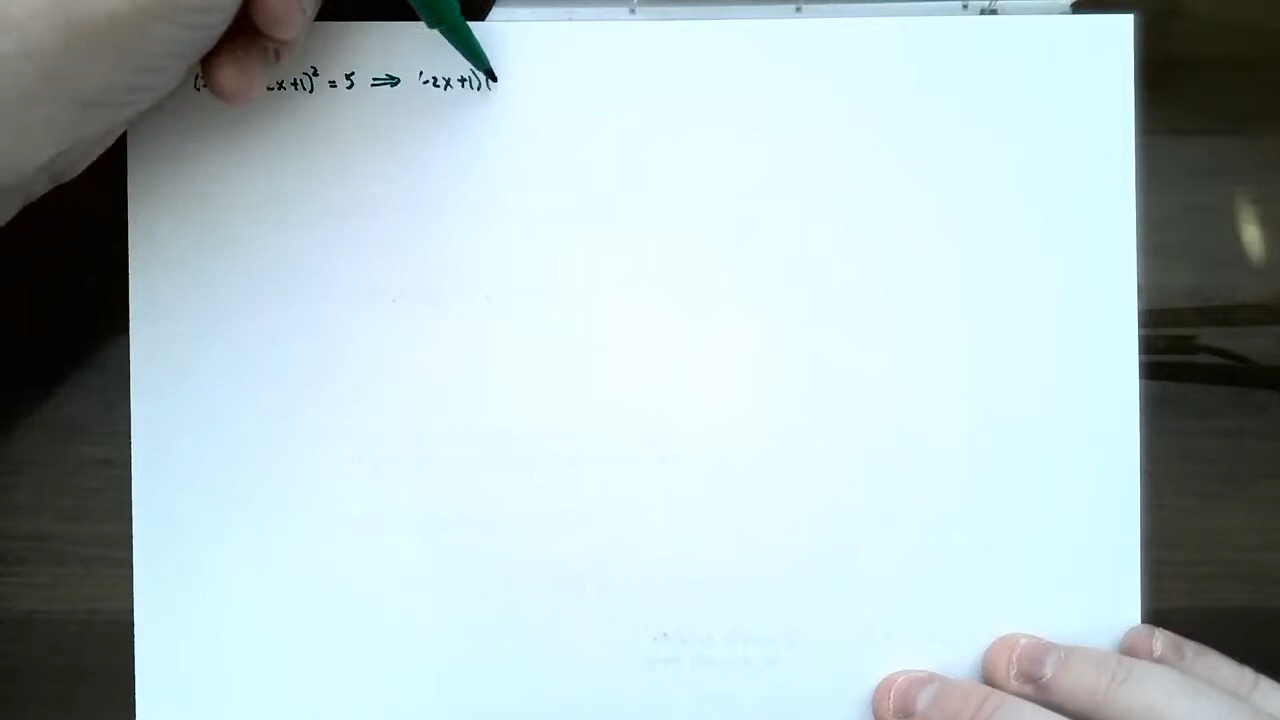 ( x+1)² = 5 ⇒ (-2x+1)(